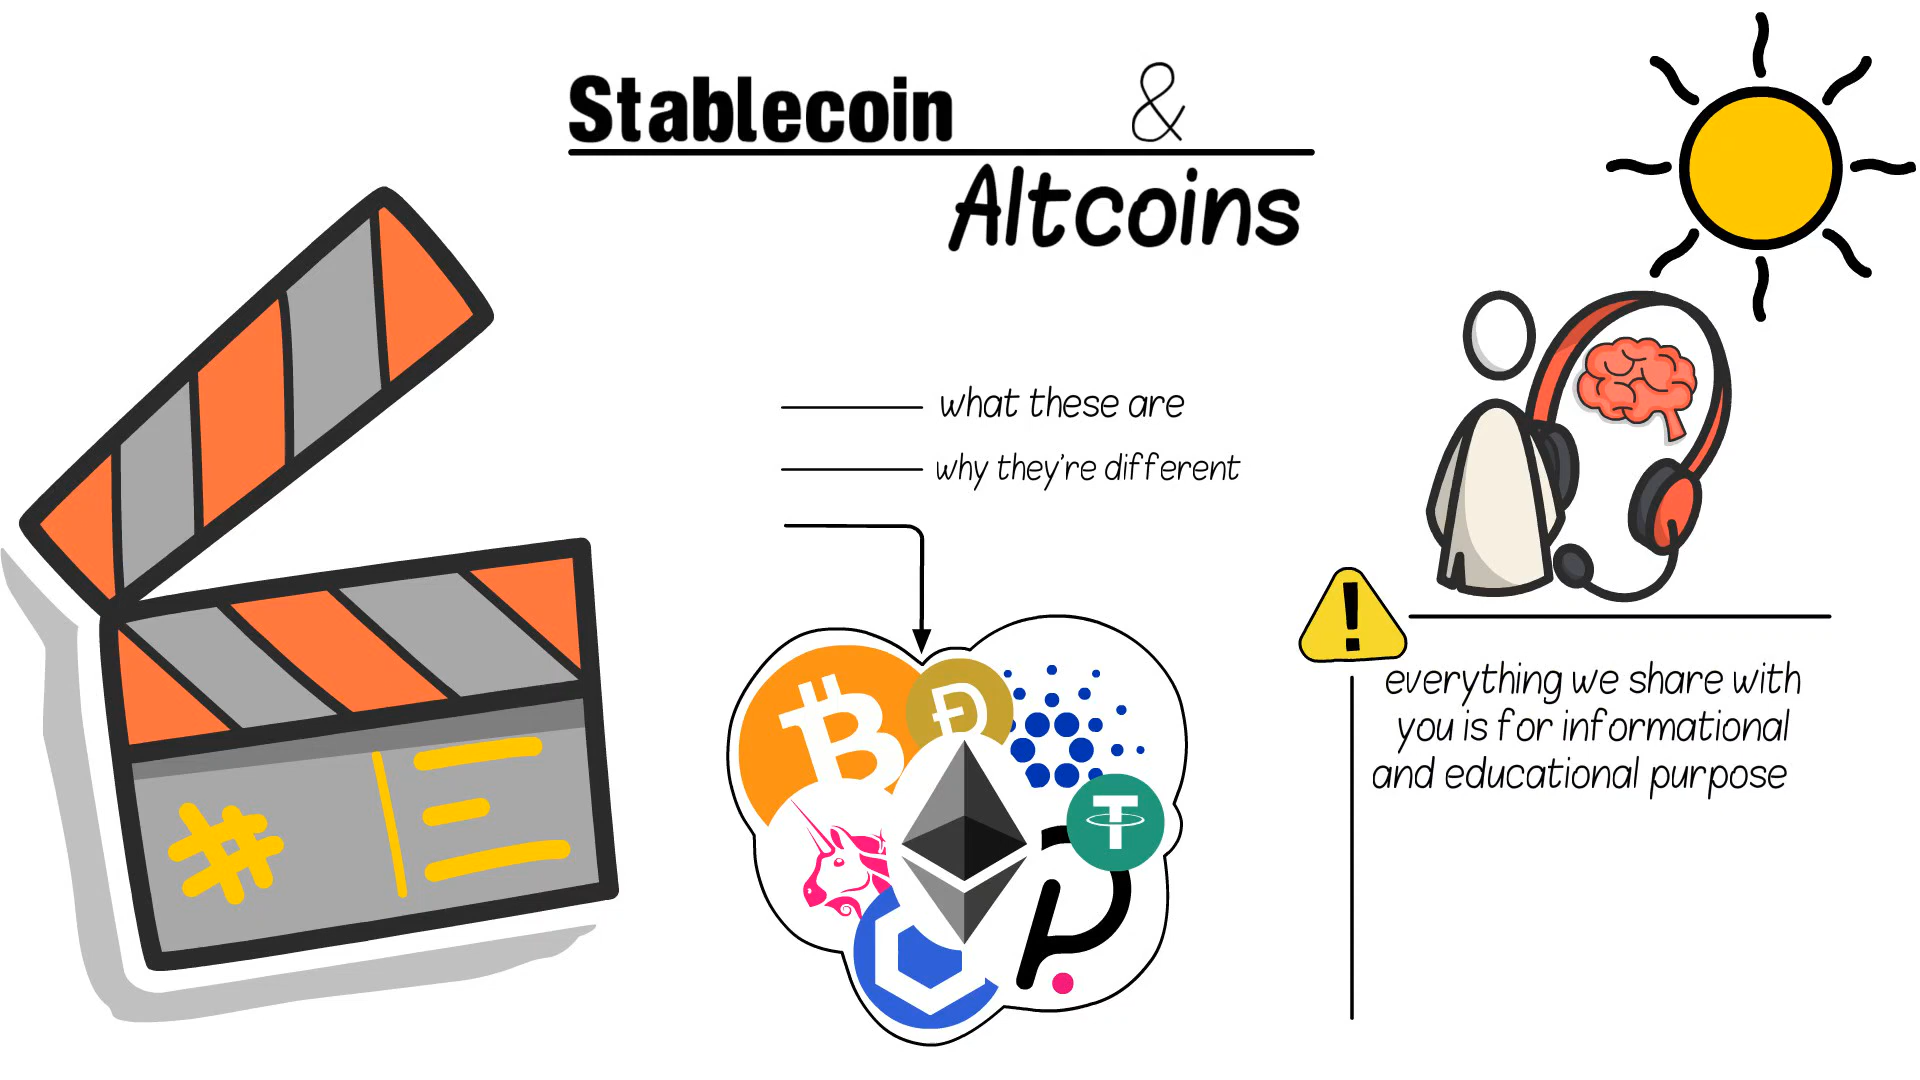 Stablecoin &
Altcoins
what these are
why they're different
everything we share with
you is for informational
and educational purpose